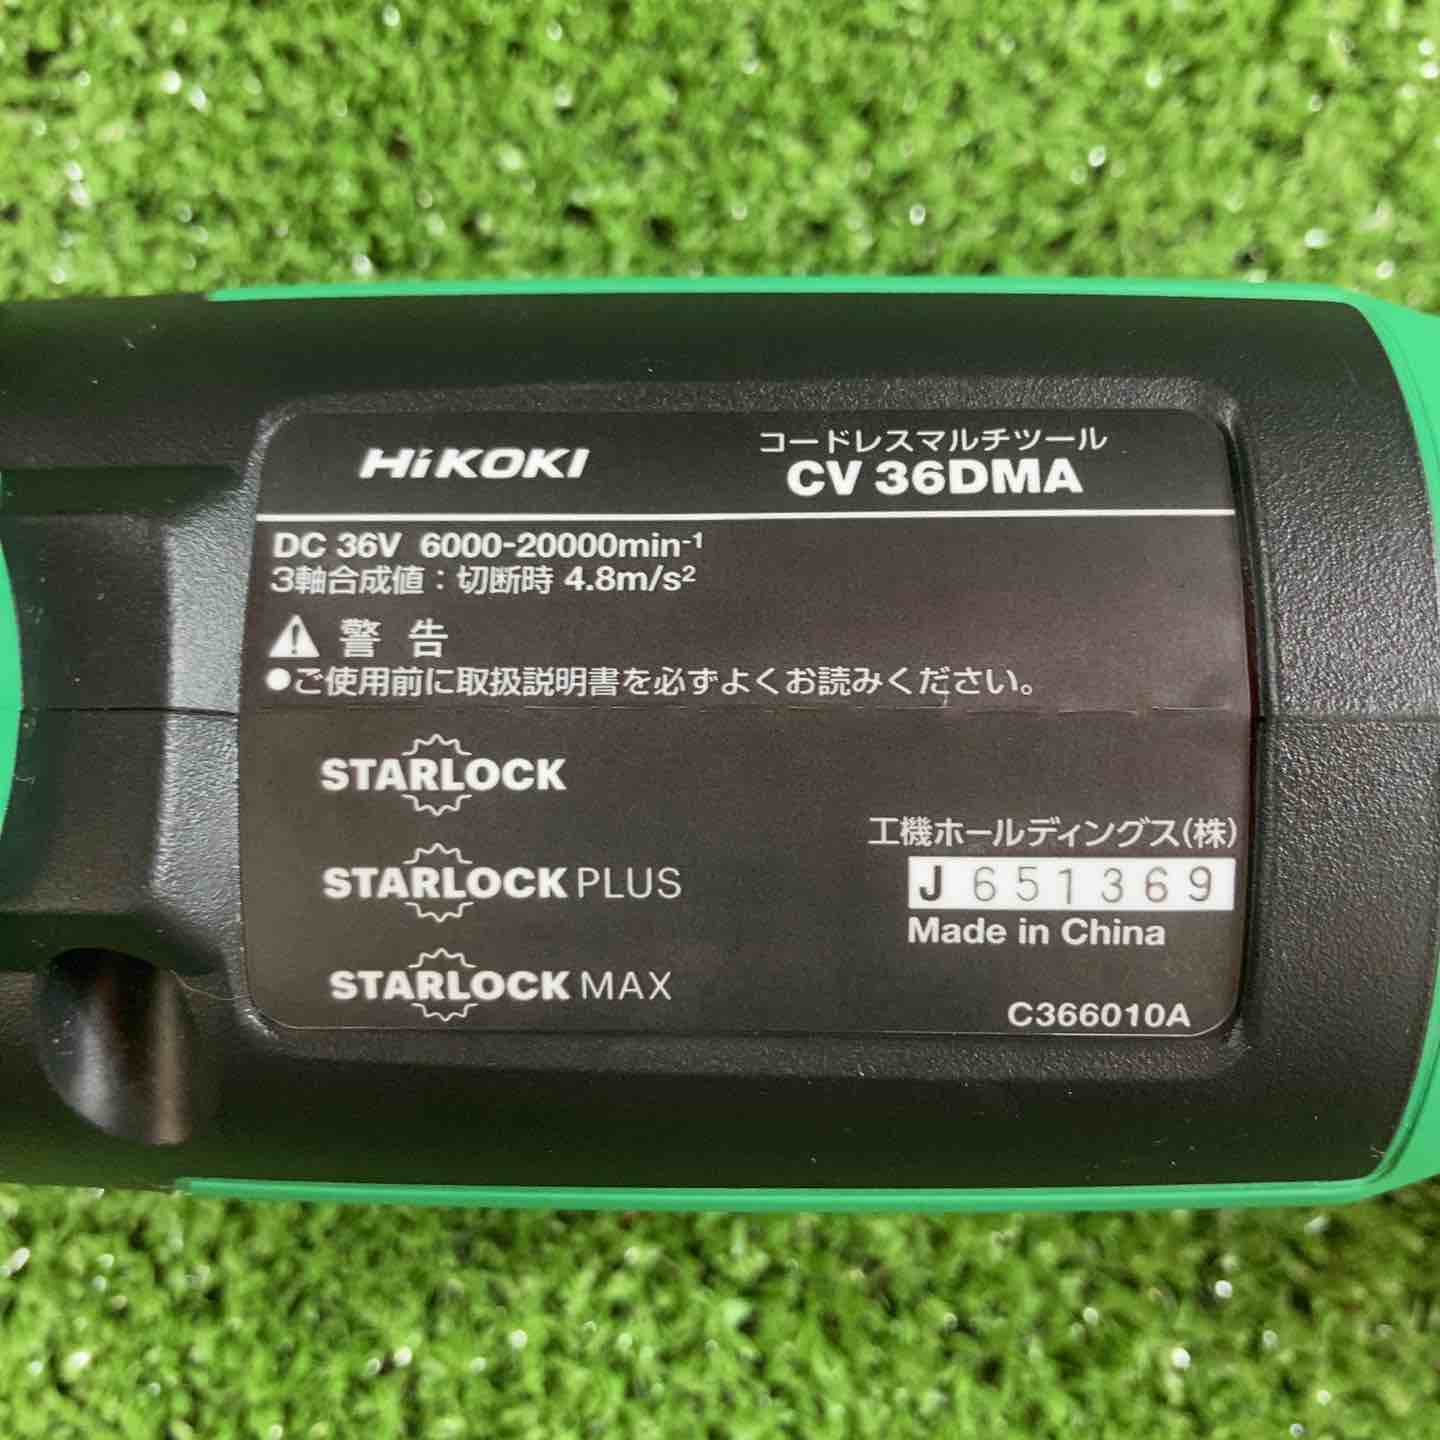 HiKOKI
コードレスマルチツール
CV 36DMA
DC 36V 6000-20000min⁻¹
3軸合成値：切断時 4.8m/s²
警告
●ご使用前に取扱説明書を必ずよくお読みください。
STARLOCK
STARLOCK PLUS
STARLOCK MAX
工機ホールディングス(株)
J 651369
Made in China
C366010A